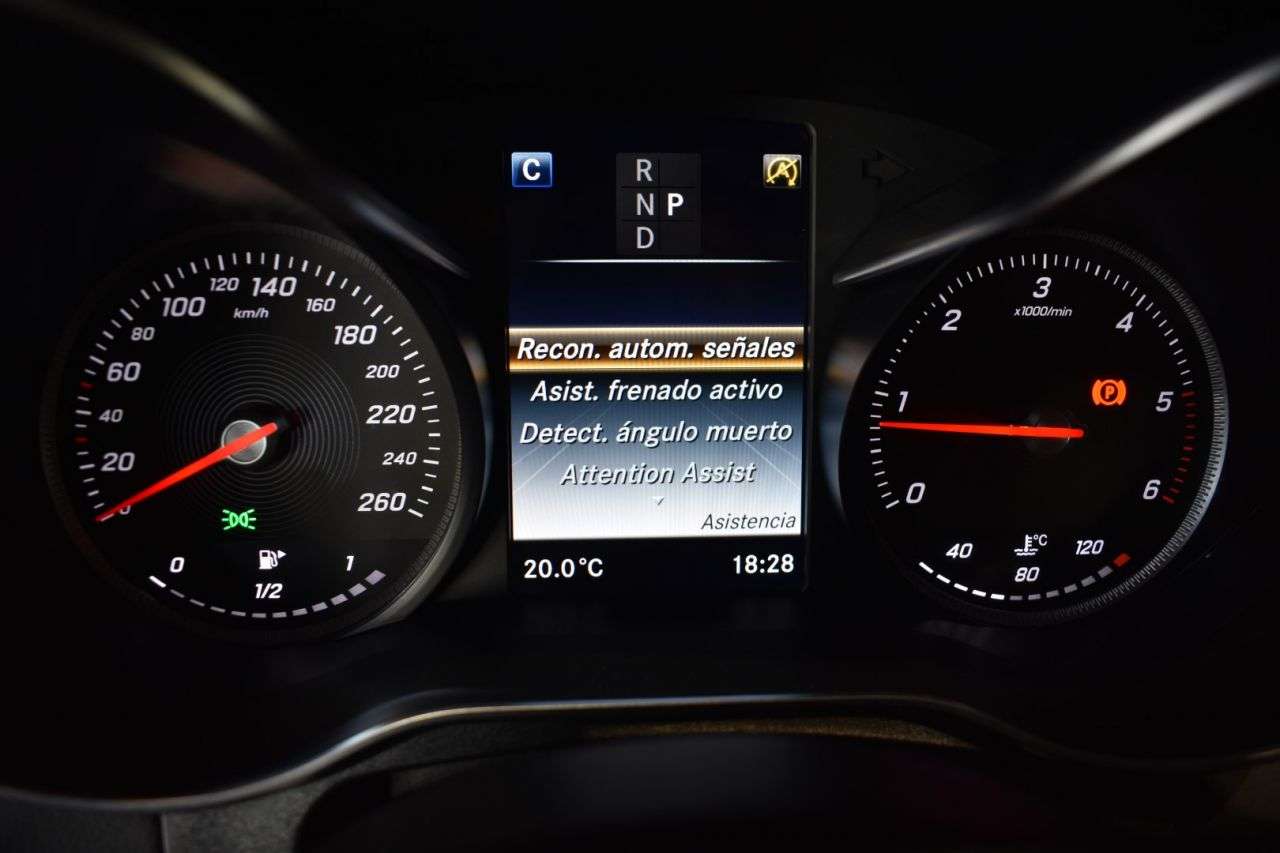 C
R
N P
D
A
Recon. autom. señales
Asist. frenado activo
Detect. ángulo muerto
Attention Assist
Asistencia
20.0°C
18:28
0
20
40
60
80
100
120
140
160
180
200
220
240
260
km/h
0
1/2
1
0
1
2
3
4
5
6
x1000/min
P
°C
40
80
120